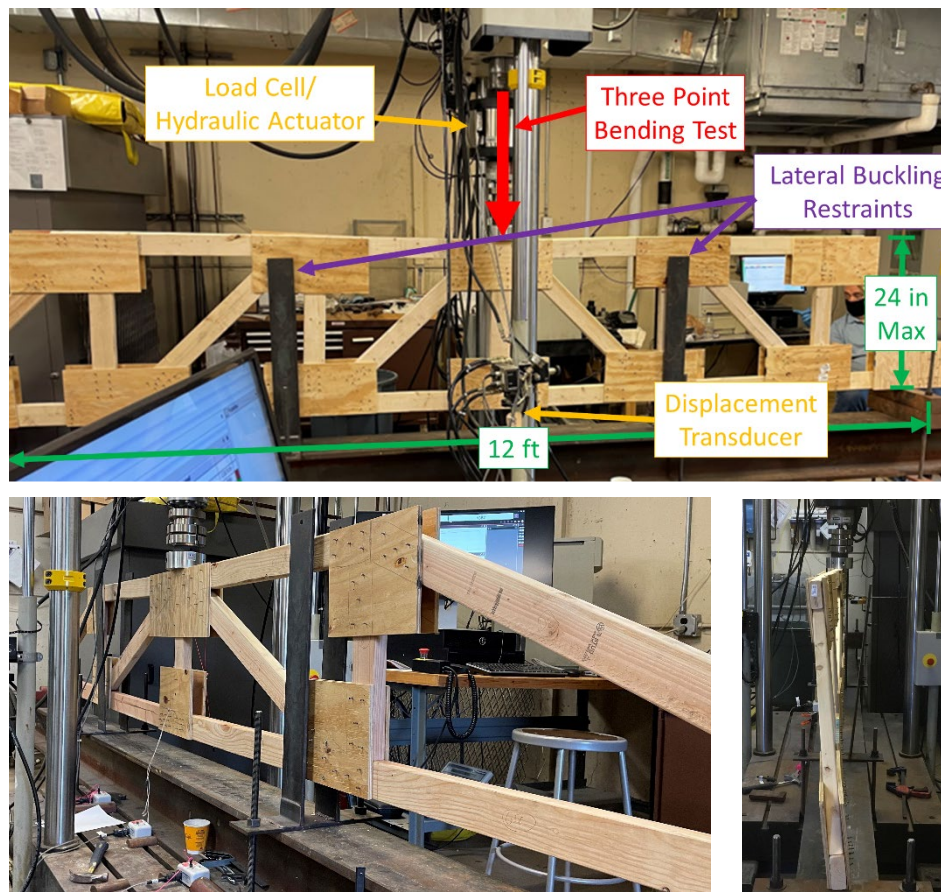 Load Cell/
Hydraulic Actuator
Three Point
Bending Test
Lateral Buckling
Restraints
24 in
Max
Displacement
Transducer
12 ft